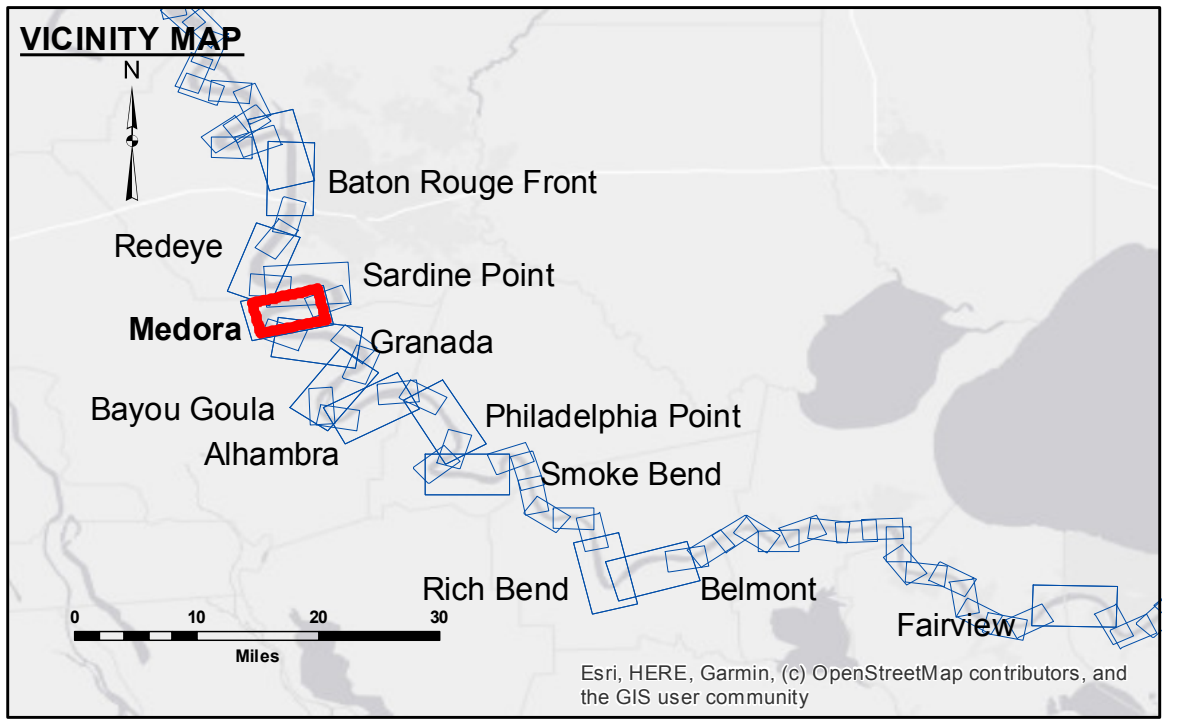 VICINITY MAP
N
Baton Rouge Front
Redeye
Sardine Point
Medora
Granada
Bayou Goula
Philadelphia Point
Alhambra
Smoke Bend
Rich Bend
Belmont
Fairview
0 10 20 30
Miles
Esri, HERE, Garmin, (c) OpenStreetMap contributors, and
the GIS user community